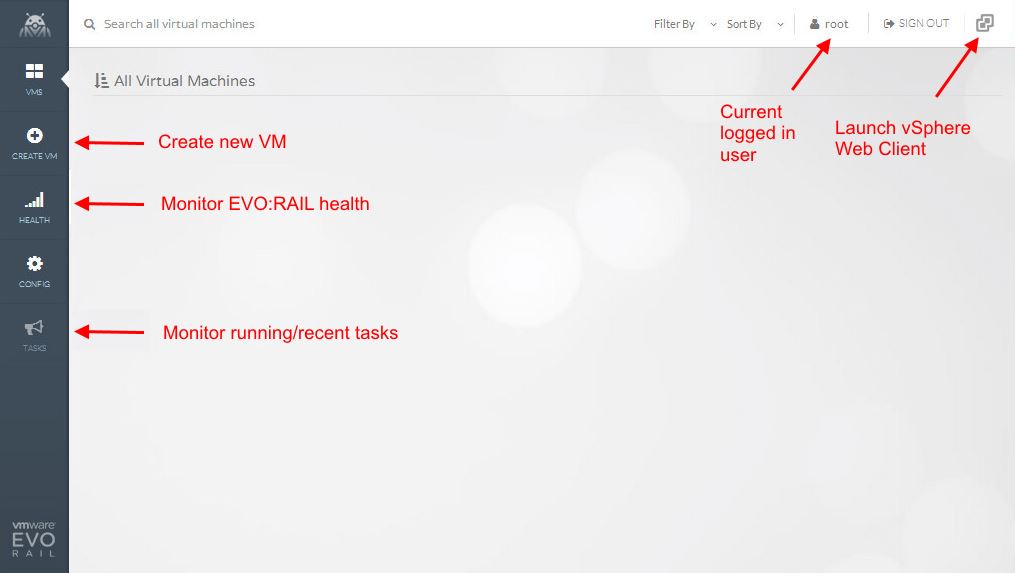 Search all virtual machines
Filter By
Sort By
root
SIGN OUT
VMS
All Virtual Machines
Current
logged in
user
Launch vSphere
Web Client
CREATE VM
Create new VM
HEALTH
Monitor EVO:RAIL health
CONFIG
TASKS
Monitor running/recent tasks
vmware
EVO
RAIL